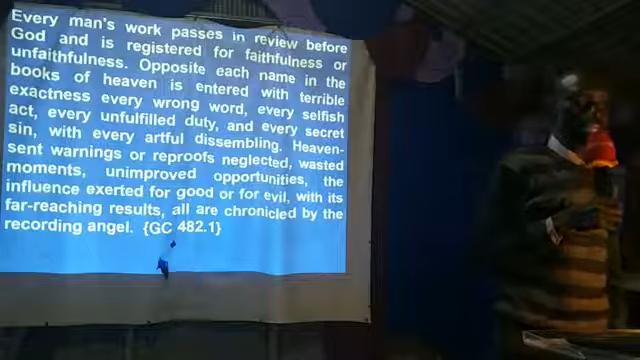 Every man's work passes in review before
God and is registered for faithfulness or
unfaithfulness. Opposite each name in the
books of heaven is entered with terrible
exactness every wrong word, every selfish
act, every unfulfilled duty, and every secret
sin, with every artful dissembling. Heaven-
sent warnings or reproofs neglected, wasted
moments, unimproved opportunities, the
influence exerted for good or for evil, with its
far-reaching results, all are chronicled by the
recording angel. {GC 482.1}